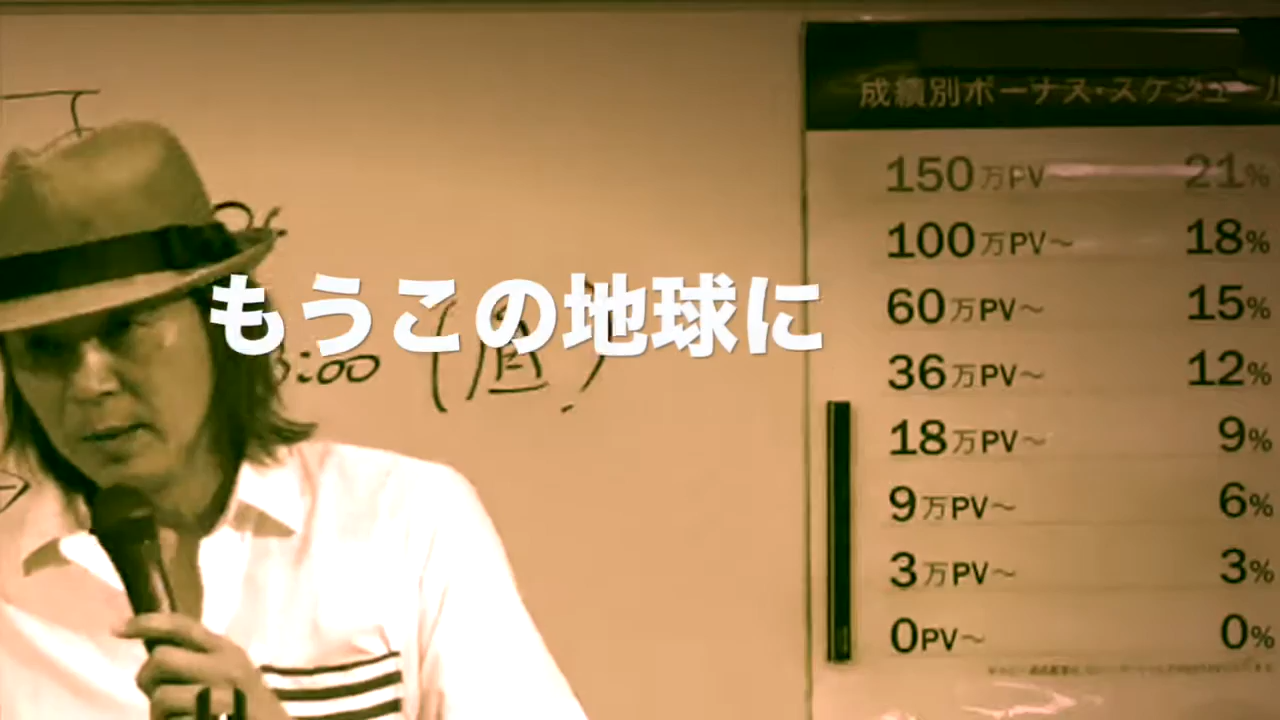 もうこの地球に
:00
成績別ボーナス・スケジュール
150万PV 21%
100万PV～ 18%
60万PV～ 15%
36万PV～ 12%
18万PV～ 9%
9万PV～ 6%
3万PV～ 3%
0PV～ 0%